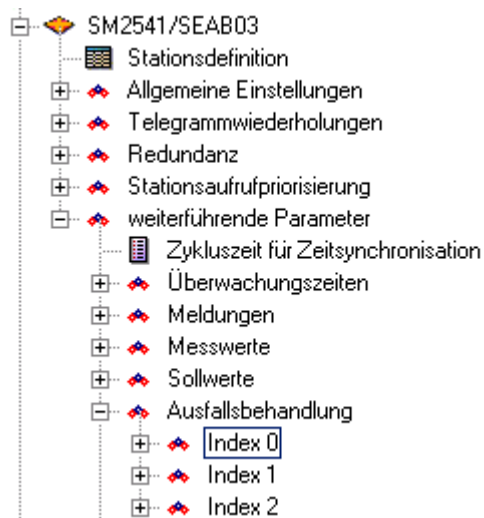 SM2541/SEAB03
Stationsdefinition
Allgemeine Einstellungen
Telegrammwiederholungen
Redundanz
Stationsaufrufpriorisierung
weiterführende Parameter
Zykluszeit für Zeitsynchronisation
Überwachungszeiten
Meldungen
Messwerte
Sollwerte
Ausfallsbehandlung
Index 0
Index 1
Index 2